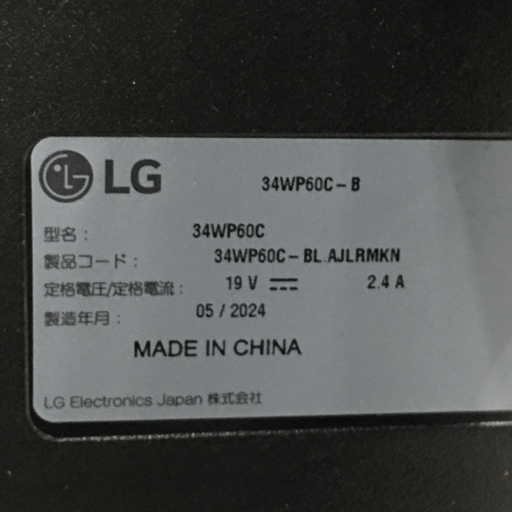 LG
34WP60C-B
型名: 34WP60C
製品コード: 34WP60C-BL.AJLRMKN
定格電圧/定格電流: 19 V 2.4 A
製造年月: 05 / 2024
MADE IN CHINA
LG Electronics Japan 株式会社